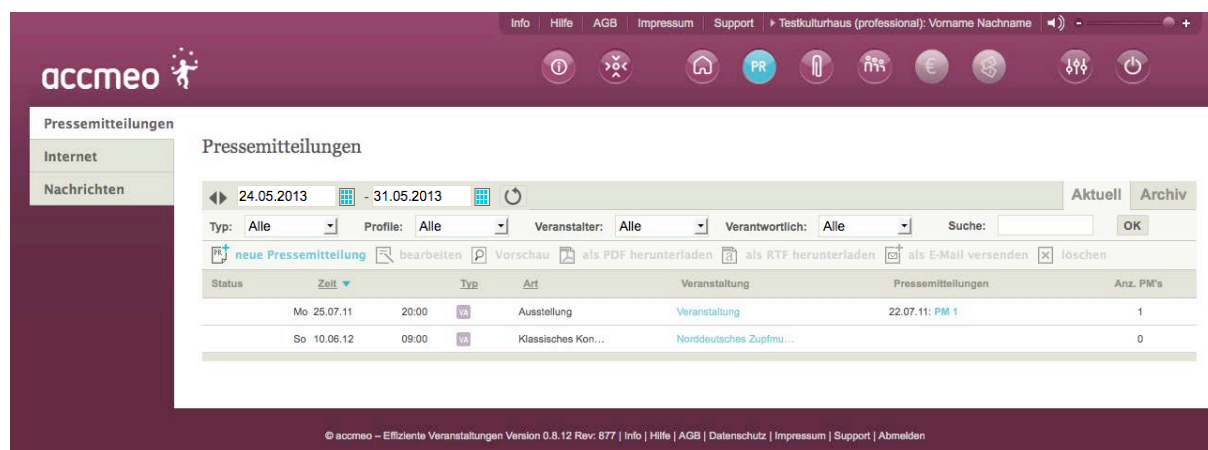 Info Hilfe AGB Impressum Support Testkulturhaus (professional): Vorname Nachname - +
accmeo PR €
Pressemitteilungen
Internet
Nachrichten
Pressemitteilungen
24.05.2013 - 31.05.2013 Aktuell Archiv
Typ: Alle Profile: Alle Veranstalter: Alle Verantwortlich: Alle Suche: OK
PR neue Pressemitteilung bearbeiten Vorschau als PDF herunterladen a als RTF herunterladen als E-Mail versenden löschen
Status Zeit Typ Art Veranstaltung Pressemitteilungen Anz. PM's
Mo 25.07.11 20:00 VA Ausstellung Veranstaltung 22.07.11: PM 1 1
So 10.06.12 09:00 VA Klassisches Kon... Norddeutsches Zupfmu... 0
© accmeo – Effiziente Veranstaltungen Version 0.8.12 Rev: 877 | Info | Hilfe | AGB | Datenschutz | Impressum | Support | Abmelden